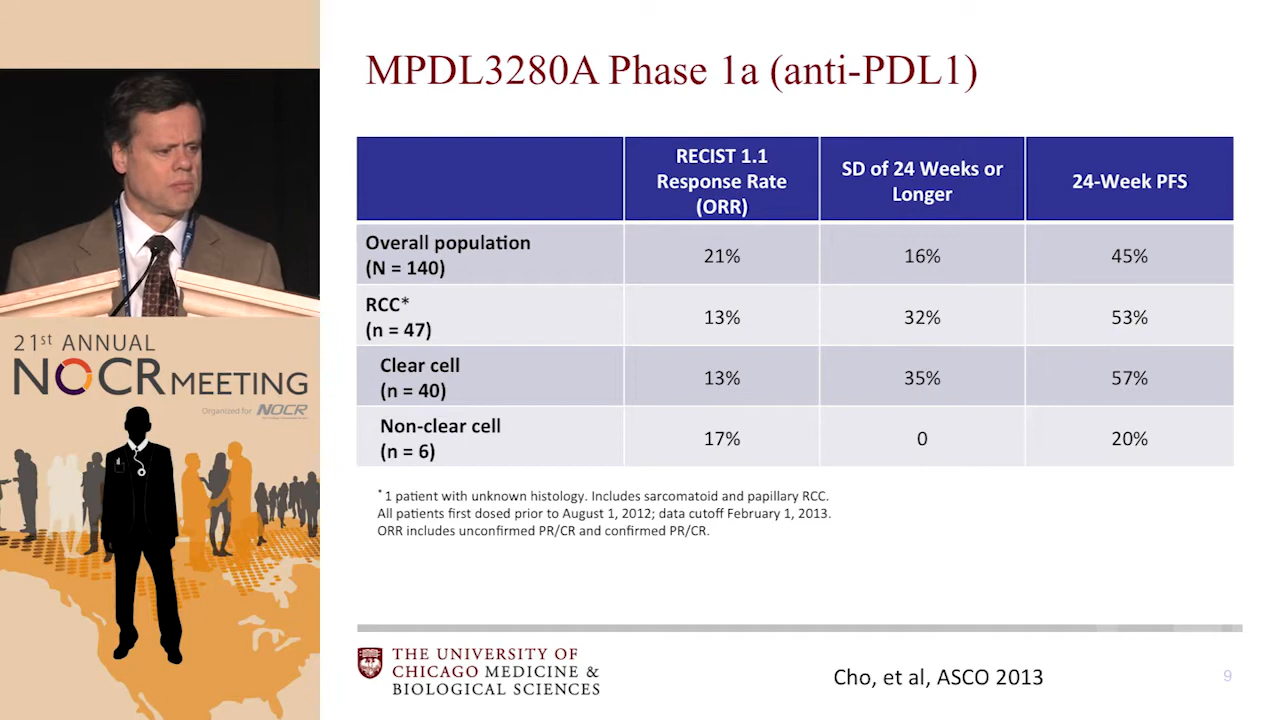 MPDL3280A Phase 1a (anti-PDL1)
RECIST 1.1
Response Rate
(ORR)
SD of 24 Weeks or
Longer
24-Week PFS
Overall population
(N = 140)
21%
16%
45%
RCC*
(n = 47)
13%
32%
53%
Clear cell
(n = 40)
13%
35%
57%
Non-clear cell
(n = 6)
17%
0
20%
* 1 patient with unknown histology. Includes sarcomatoid and papillary RCC.
All patients first dosed prior to August 1, 2012; data cutoff February 1, 2013.
ORR includes unconfirmed PR/CR and confirmed PR/CR.
THE UNIVERSITY OF
CHICAGO MEDICINE &
BIOLOGICAL SCIENCES
Cho, et al, ASCO 2013
9
21st ANNUAL
NOCR MEETING
Organized for NOCR